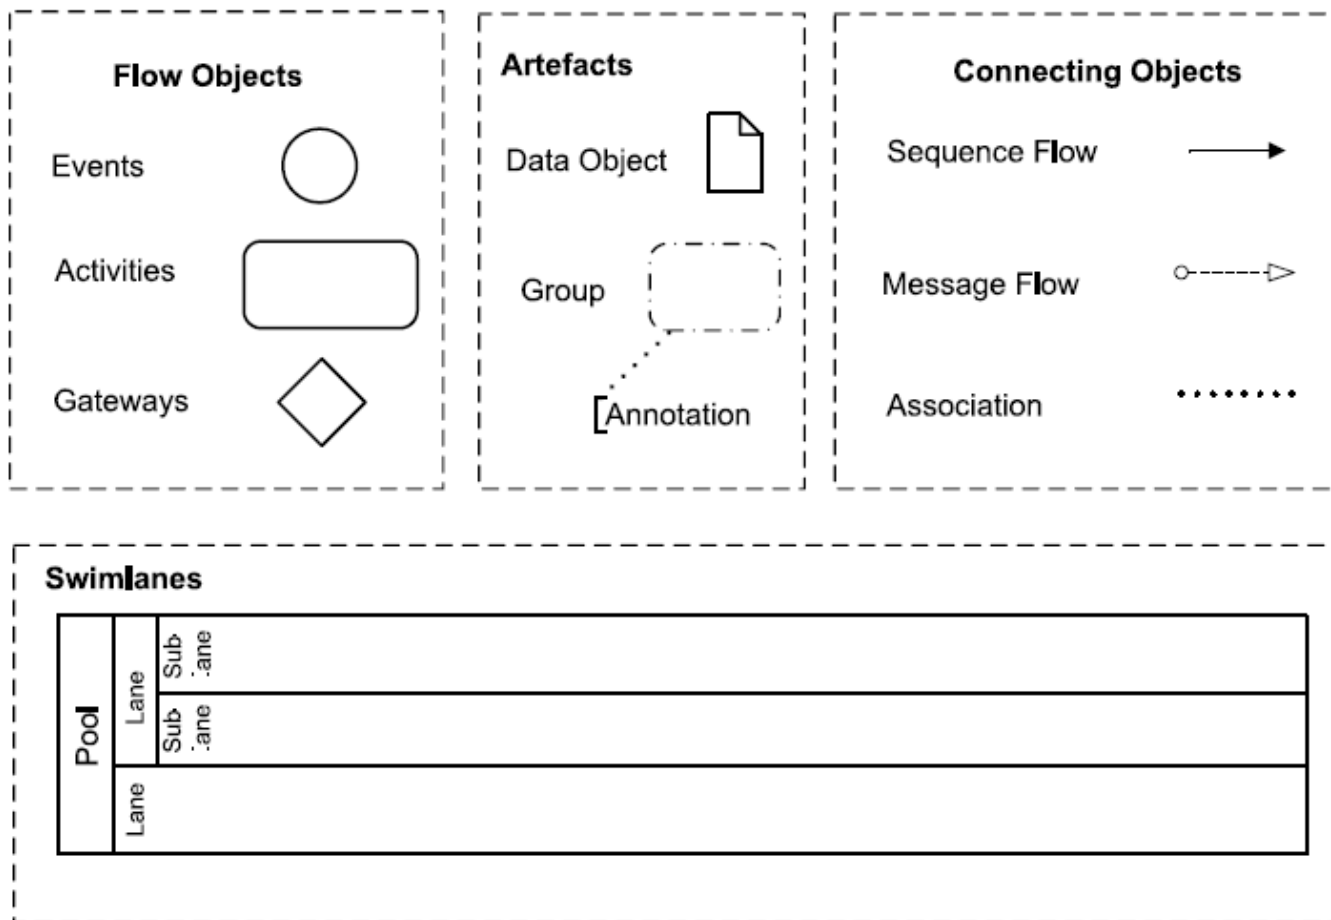 Flow Objects
Events
Activities
Gateways
Artefacts
Data Object
Group
[Annotation
Connecting Objects
Sequence Flow
Message Flow
Association
Swimlanes
Pool
Lane
Sub-
Lane
Sub-
Lane
Lane